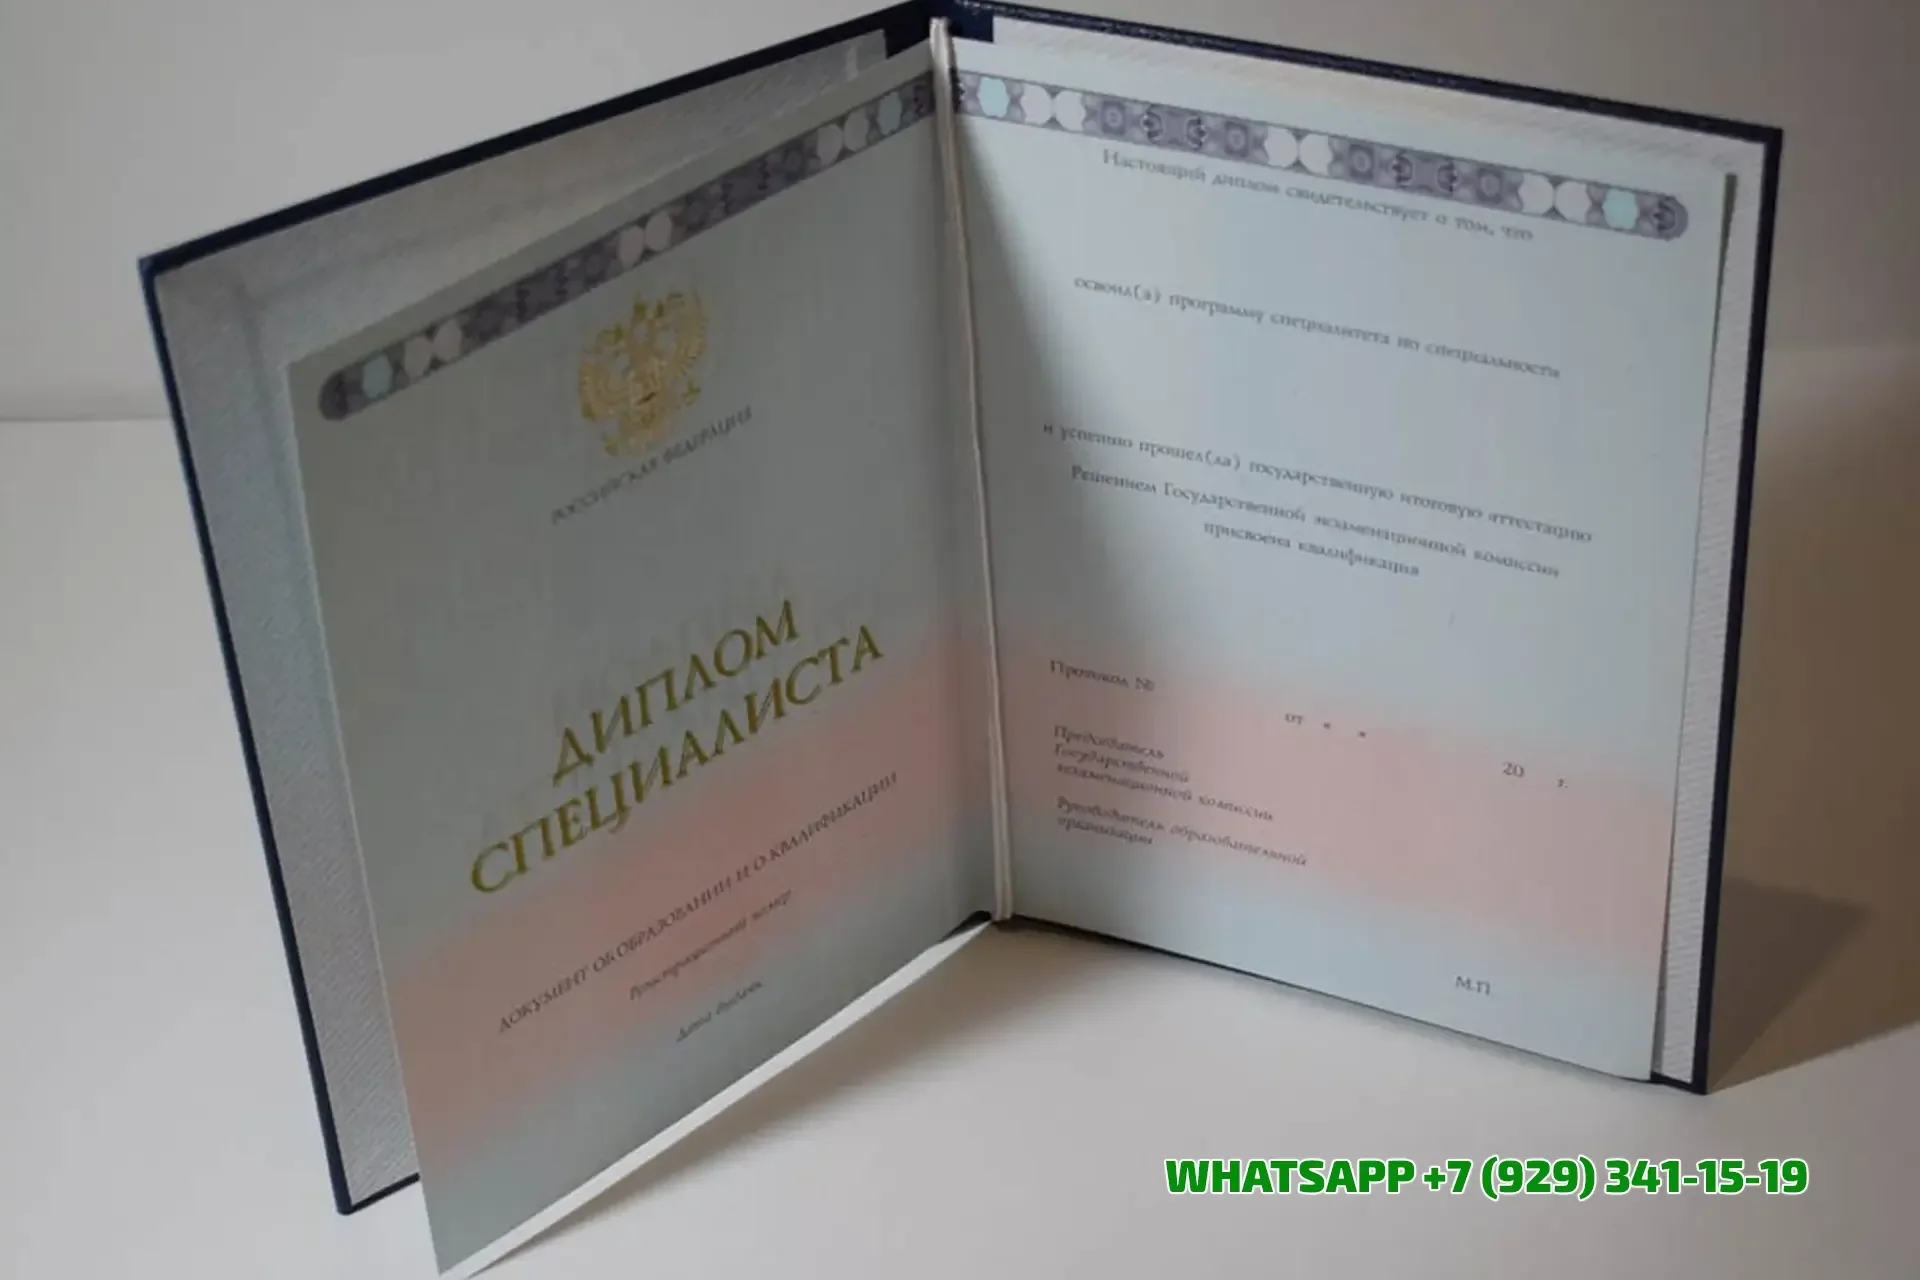 РОССИЙСКАЯ ФЕДЕРАЦИЯ
ДИПЛОМ
СПЕЦИАЛИСТА
ДОКУМЕНТ ОБ ОБРАЗОВАНИИ И О КВАЛИФИКАЦИИ
Регистрационный номер
Дата выдачи
Настоящий диплом свидетельствует о том, что
освоил(а) программу специалитета по специальности
и успешно прошел(ла) государственную итоговую аттестацию
Решением Государственной экзаменационной комиссии
присвоена квалификация
Протокол №
от « »
20 г.
Председатель
Государственной
экзаменационной комиссии
Руководитель образовательной
организации
М.П.
WHATSAPP +7 (929) 341-15-19